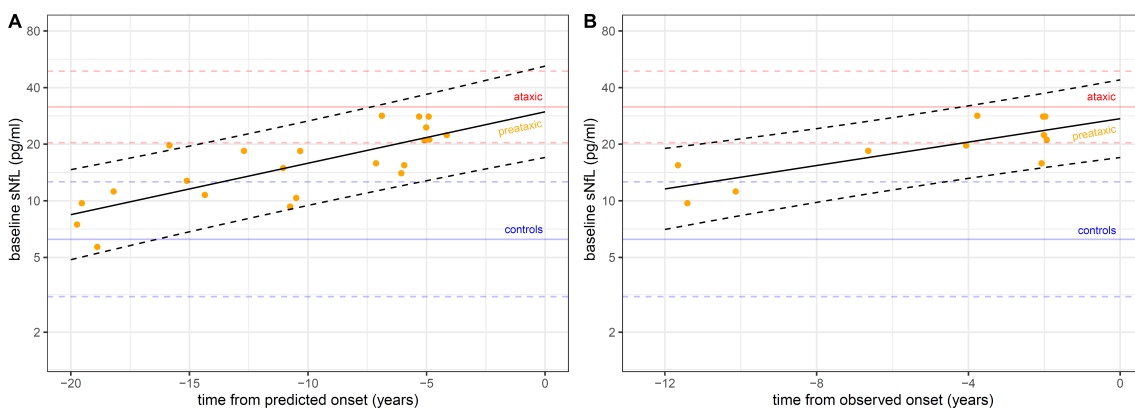 A
baseline sNfL (pg/ml)
80
40
20
10
5
2
ataxic
preataxic
controls
−20
−15
−10
−5
0
time from predicted onset (years)
B
baseline sNfL (pg/ml)
80
40
20
10
5
2
ataxic
preataxic
controls
−12
−8
−4
0
time from observed onset (years)